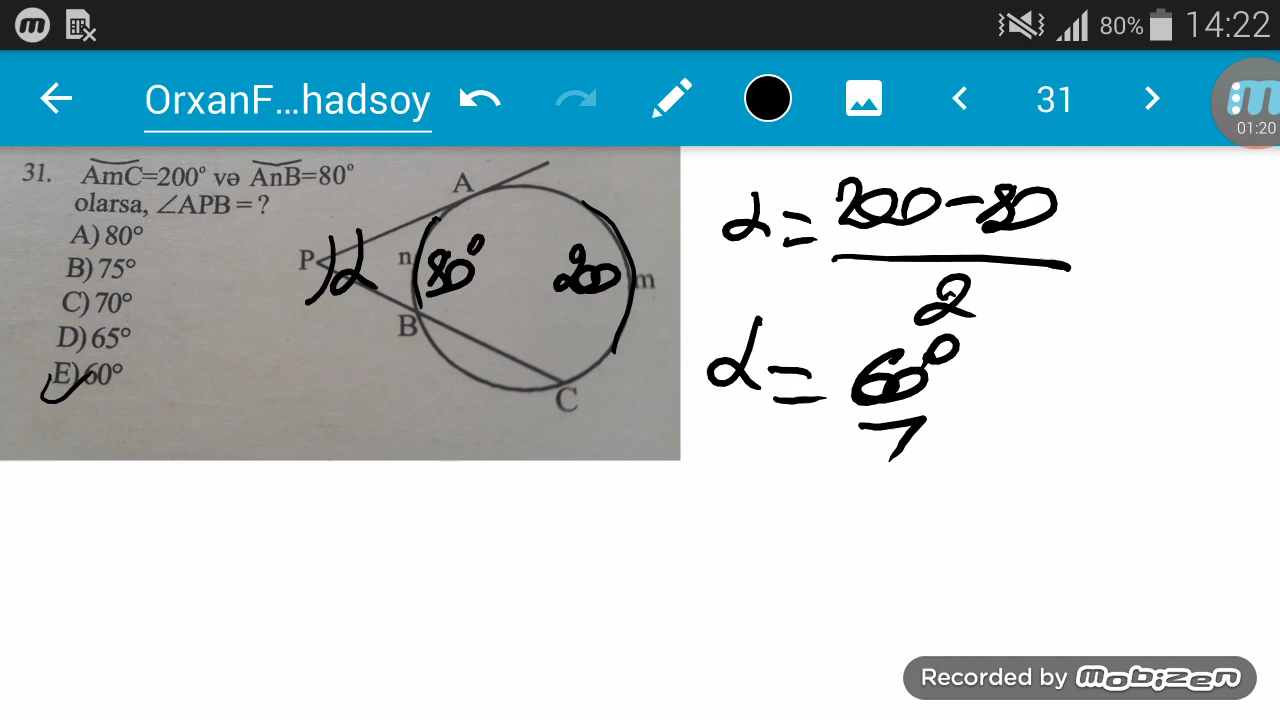 80% 14:22
OrxanF...hadsoy 31
01:20
31. AmC=200° və AnB=80°
olarsa, ∠APB=?
A) 80°
B) 75°
C) 70°
D) 65°
E) 60°
A
P
α
n
80°
200
m
B
C
α = 200-80
2
α = 60°
Recorded by mobizen